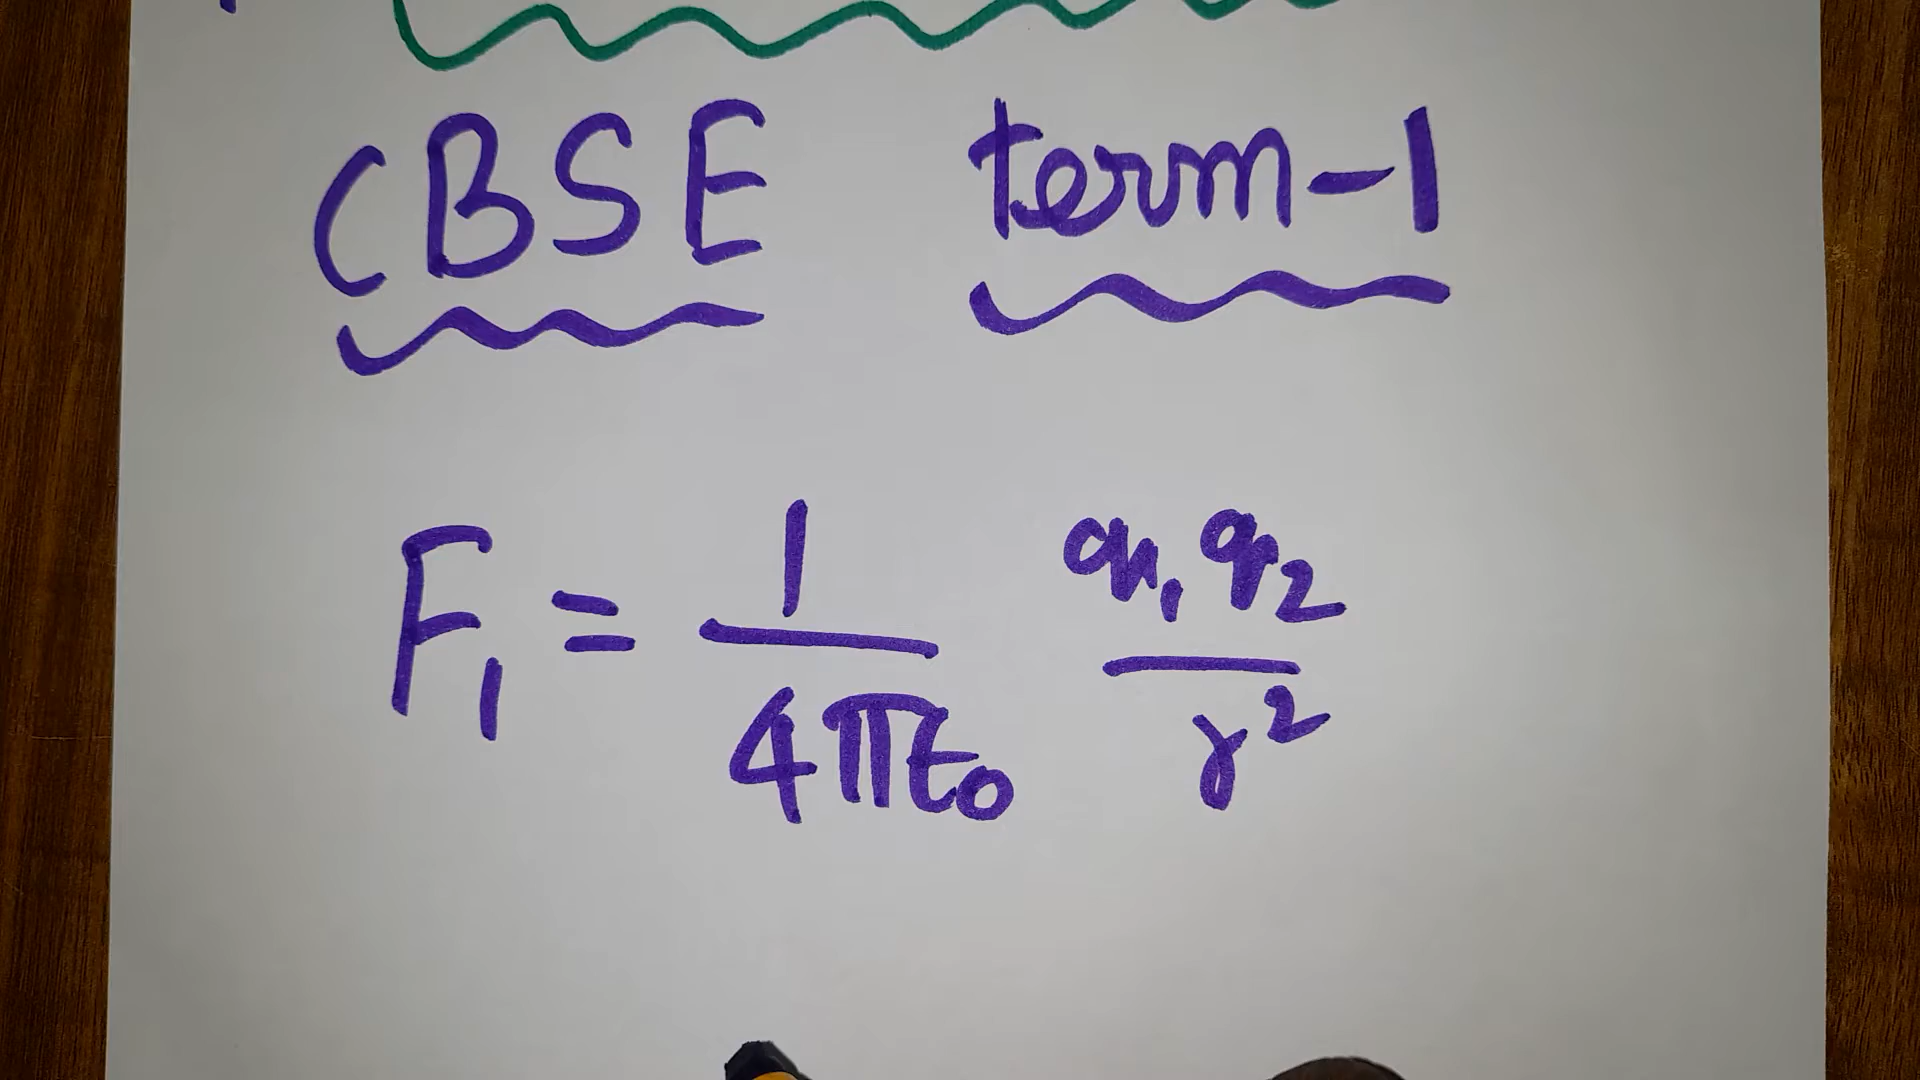 CBSE term-1
F₁ = 1/4πε₀ q₁q₂/r²